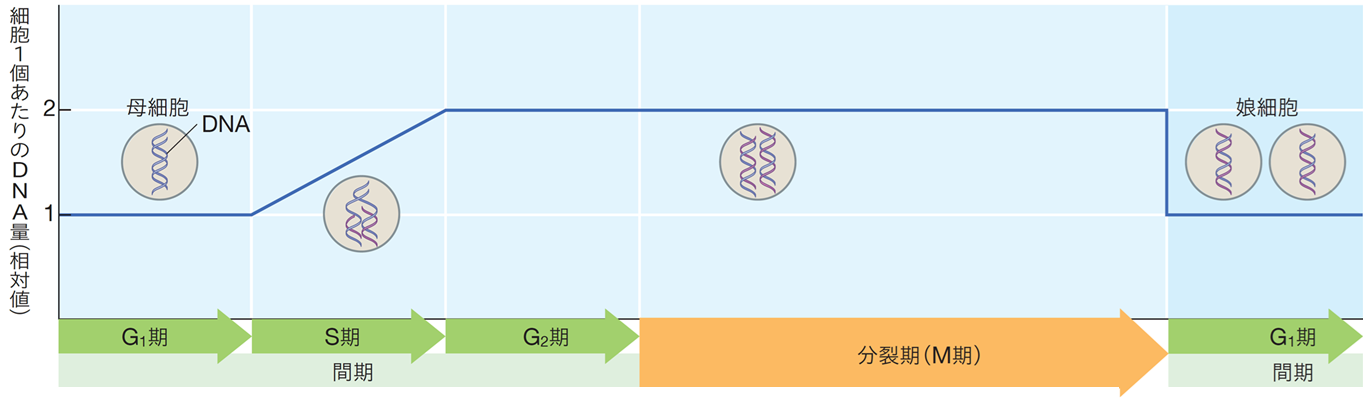 細胞1個あたりのDNA量(相対値)
2
1
母細胞
DNA
娘細胞
G1期
S期
G2期
分裂期(M期)
G1期
間期
間期